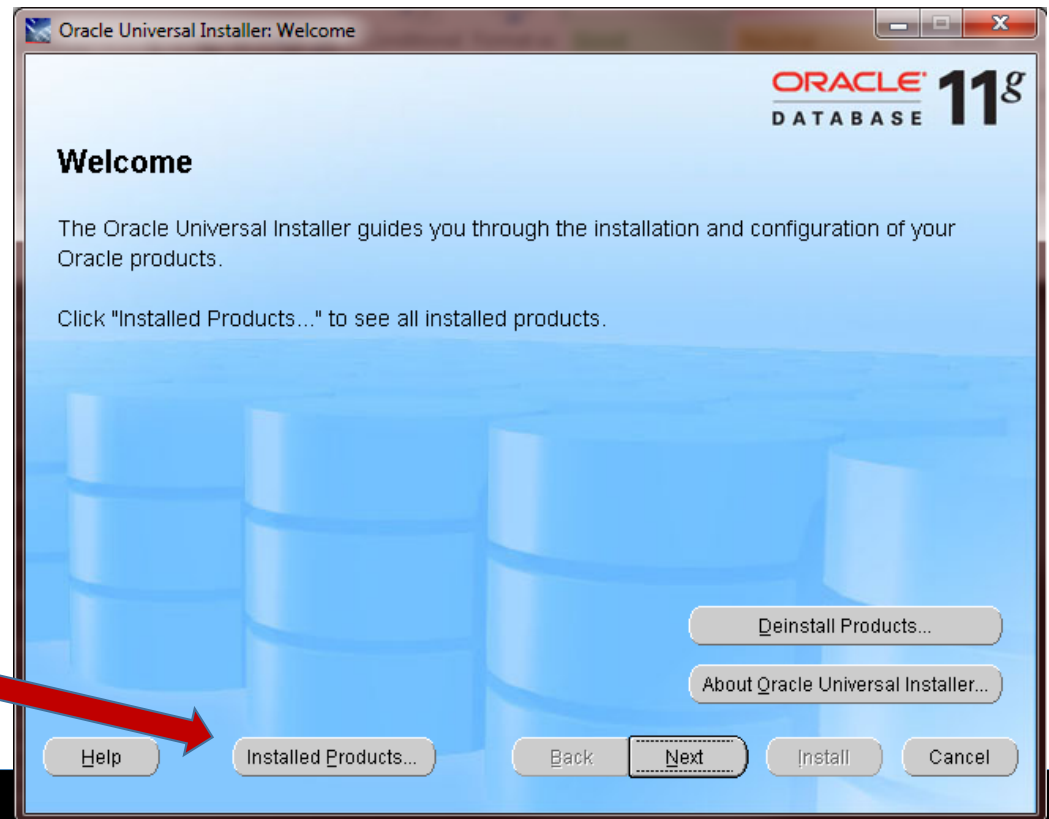 Oracle Universal Installer: Welcome
ORACLE 11g
DATABASE
Welcome
The Oracle Universal Installer guides you through the installation and configuration of your
Oracle products.
Click "Installed Products..." to see all installed products.
Deinstall Products...
About Oracle Universal Installer...
Help Installed Products... Back Next Install Cancel